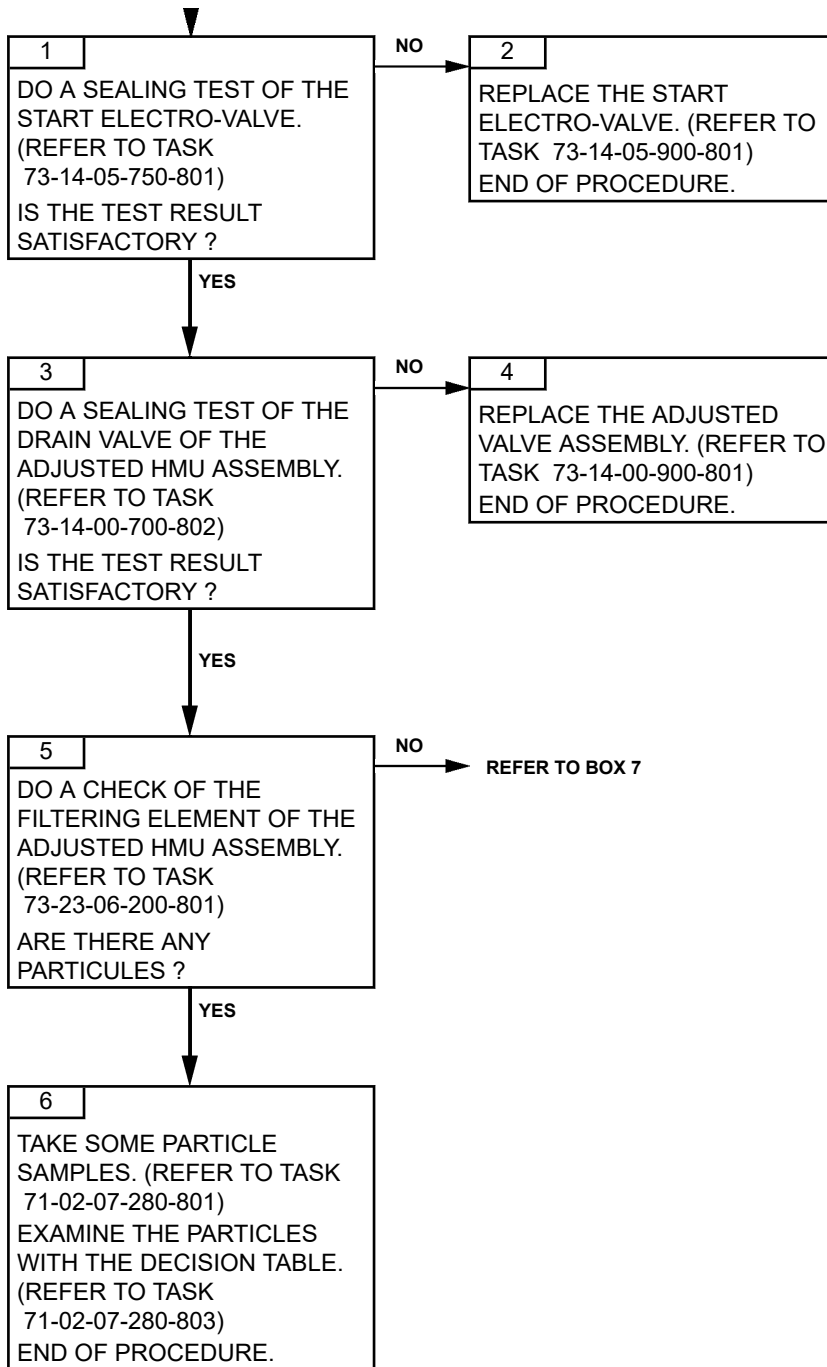 1
DO A SEALING TEST OF THE
START ELECTRO-VALVE.
(REFER TO TASK
73-14-05-750-801)
IS THE TEST RESULT
SATISFACTORY ?
NO
2
REPLACE THE START
ELECTRO-VALVE. (REFER TO
TASK 73-14-05-900-801)
END OF PROCEDURE.
YES
3
DO A SEALING TEST OF THE
DRAIN VALVE OF THE
ADJUSTED HMU ASSEMBLY.
(REFER TO TASK
73-14-00-700-802)
IS THE TEST RESULT
SATISFACTORY ?
NO
4
REPLACE THE ADJUSTED
VALVE ASSEMBLY. (REFER TO
TASK 73-14-00-900-801)
END OF PROCEDURE.
YES
5
DO A CHECK OF THE
FILTERING ELEMENT OF THE
ADJUSTED HMU ASSEMBLY.
(REFER TO TASK
73-23-06-200-801)
ARE THERE ANY
PARTICULES ?
NO
REFER TO BOX 7
YES
6
TAKE SOME PARTICLE
SAMPLES. (REFER TO TASK
71-02-07-280-801)
EXAMINE THE PARTICLES
WITH THE DECISION TABLE.
(REFER TO TASK
71-02-07-280-803)
END OF PROCEDURE.